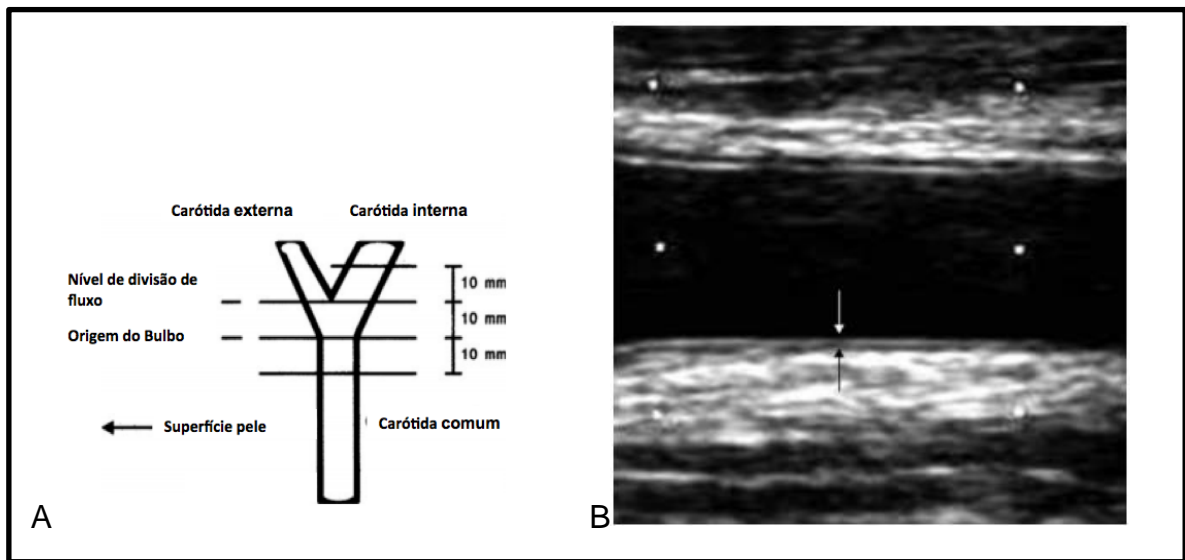 Carótida externa
Carótida interna
Nível de divisão de
fluxo
10 mm
10 mm
Origem do Bulbo
10 mm
Superfície pele
Carótida comum
A
B